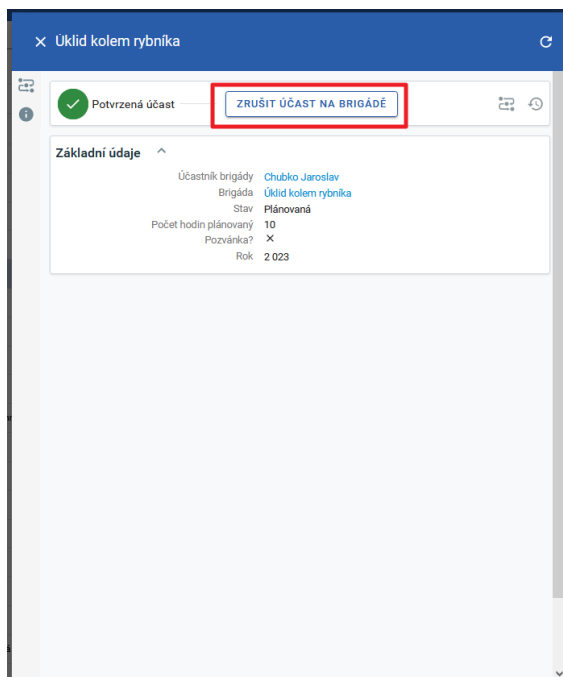 Úklid kolem rybníka
Potvrzená účast
ZRUŠIT ÚČAST NA BRIGÁDĚ
Základní údaje
Účastník brigády Chubko Jaroslav
Brigáda Úklid kolem rybníka
Stav Plánovaná
Počet hodin plánovaný 10
Pozvánka?
Rok 2 023